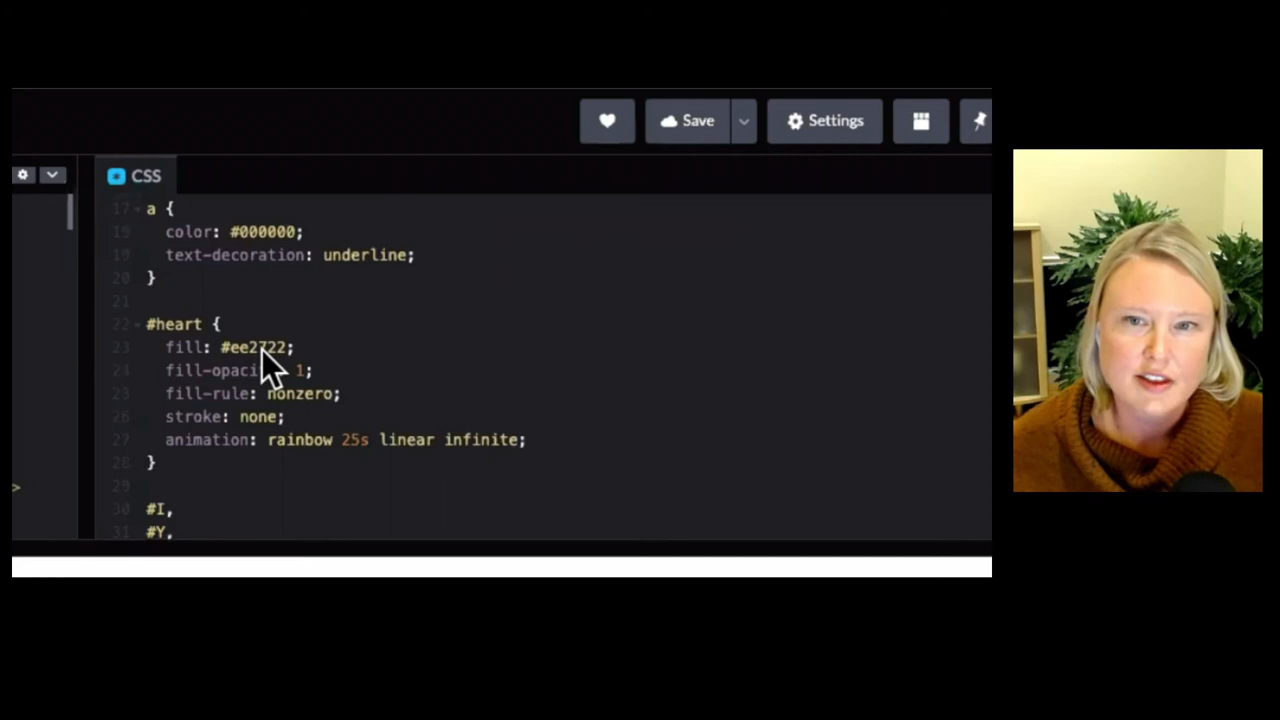 Save
Settings
CSS
17 a {
18 color: #000000;
19 text-decoration: underline;
20 }
21
22 #heart {
23 fill: #ee2722;
24 fill-opaci 1;
25 fill-rule: nonzero;
26 stroke: none;
27 animation: rainbow 25s linear infinite;
28 }
29
>
30 #I,
31 #Y,